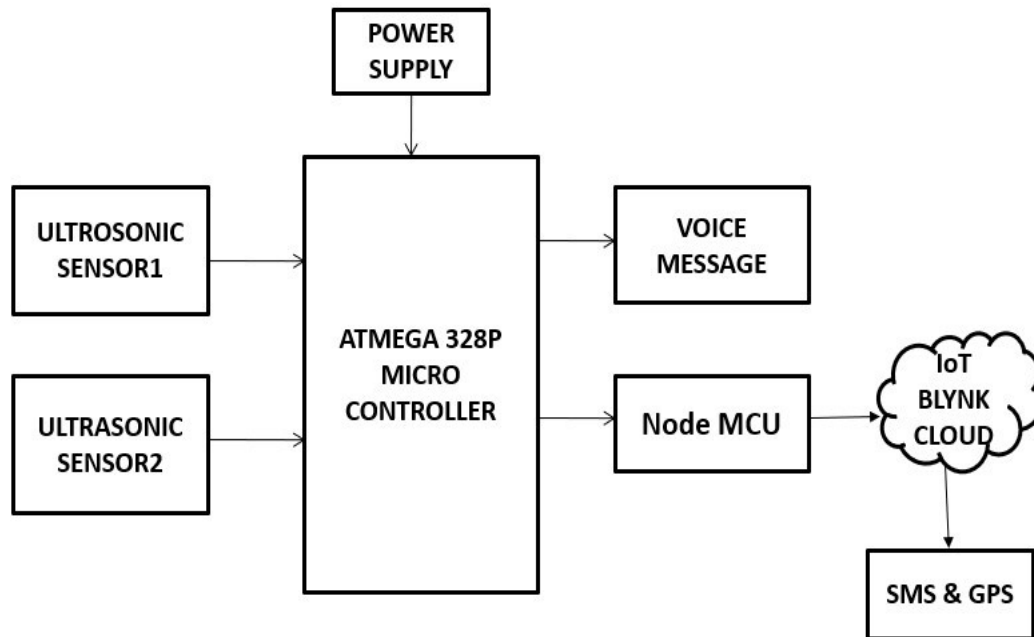 POWER
SUPPLY
ULTROSONIC
SENSOR1
VOICE
MESSAGE
ATMEGA 328P
MICRO
CONTROLLER
IoT
BLYNK
CLOUD
ULTRASONIC
SENSOR2
Node MCU
SMS & GPS